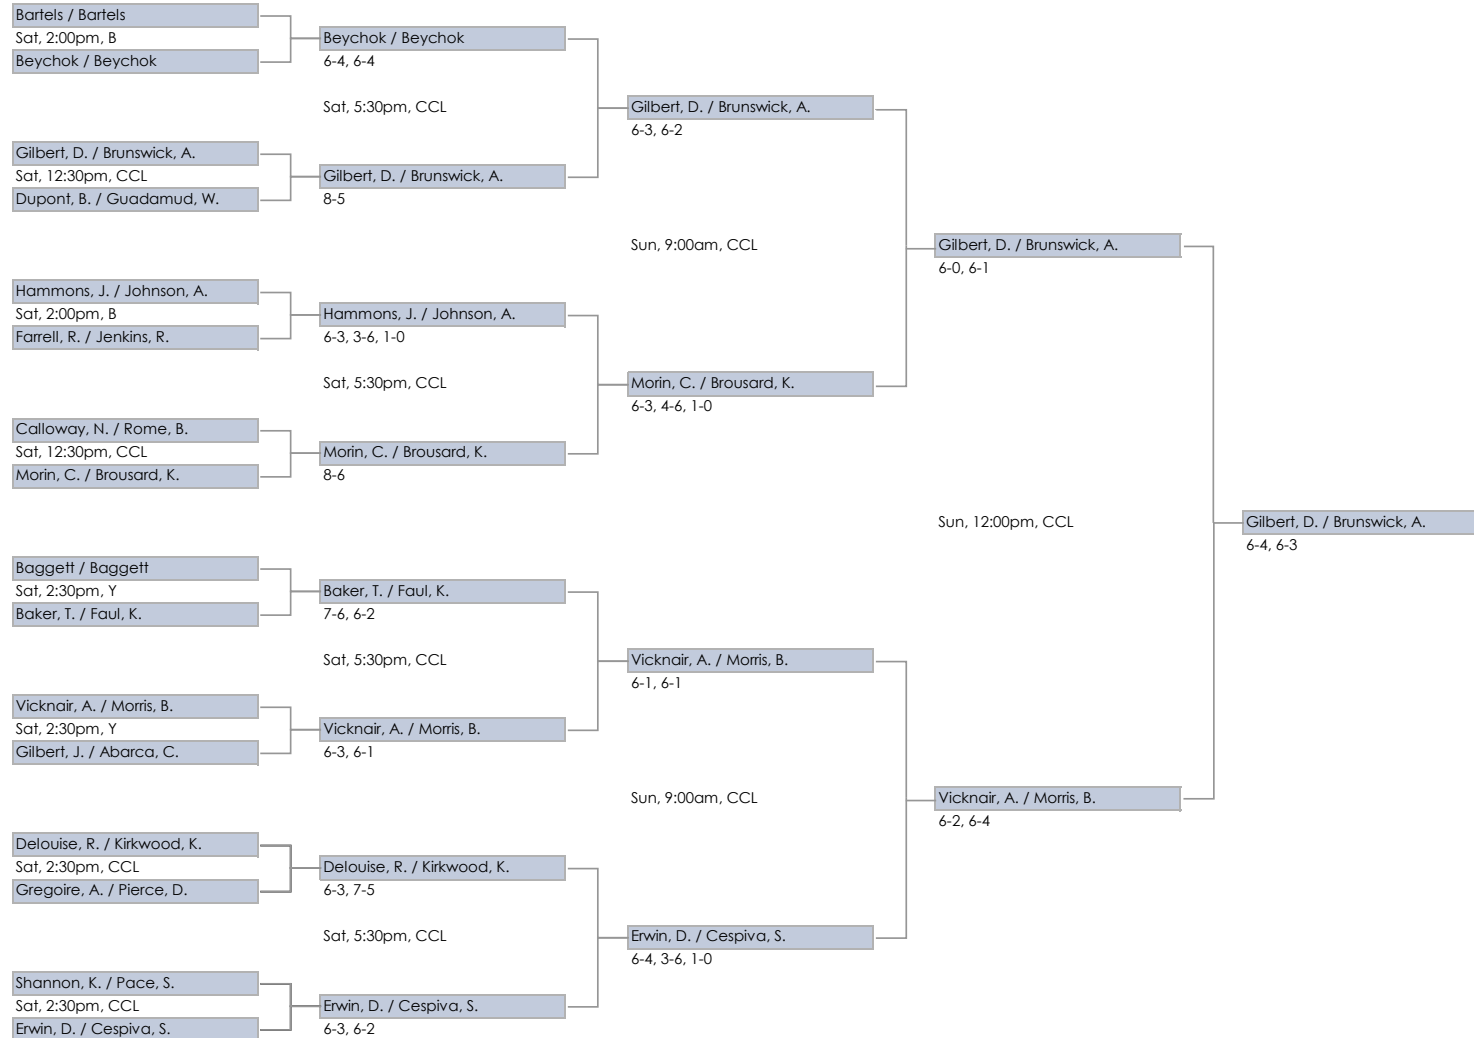 Bartels / Bartels
Sat, 2:00pm, B
Beychok / Beychok
Beychok / Beychok
6-4, 6-4
Sat, 5:30pm, CCL
Gilbert, D. / Brunswick, A.
6-3, 6-2
Gilbert, D. / Brunswick, A.
Sat, 12:30pm, CCL
Dupont, B. / Guadamud, W.
Gilbert, D. / Brunswick, A.
8-5
Sun, 9:00am, CCL
Gilbert, D. / Brunswick, A.
6-0, 6-1
Hammons, J. / Johnson, A.
Sat, 2:00pm, B
Farrell, R. / Jenkins, R.
Hammons, J. / Johnson, A.
6-3, 3-6, 1-0
Sat, 5:30pm, CCL
Morin, C. / Brousard, K.
6-3, 4-6, 1-0
Calloway, N. / Rome, B.
Sat, 12:30pm, CCL
Morin, C. / Brousard, K.
Morin, C. / Brousard, K.
8-6
Sun, 12:00pm, CCL
Gilbert, D. / Brunswick, A.
6-4, 6-3
Baggett / Baggett
Sat, 2:30pm, Y
Baker, T. / Faul, K.
Baker, T. / Faul, K.
7-6, 6-2
Sat, 5:30pm, CCL
Vicknair, A. / Morris, B.
6-1, 6-1
Vicknair, A. / Morris, B.
Sat, 2:30pm, Y
Gilbert, J. / Abarca, C.
Vicknair, A. / Morris, B.
6-3, 6-1
Sun, 9:00am, CCL
Vicknair, A. / Morris, B.
6-2, 6-4
Delouise, R. / Kirkwood, K.
Sat, 2:30pm, CCL
Gregoire, A. / Pierce, D.
Delouise, R. / Kirkwood, K.
6-3, 7-5
Sat, 5:30pm, CCL
Erwin, D. / Cespiva, S.
6-4, 3-6, 1-0
Shannon, K. / Pace, S.
Sat, 2:30pm, CCL
Erwin, D. / Cespiva, S.
Erwin, D. / Cespiva, S.
6-3, 6-2